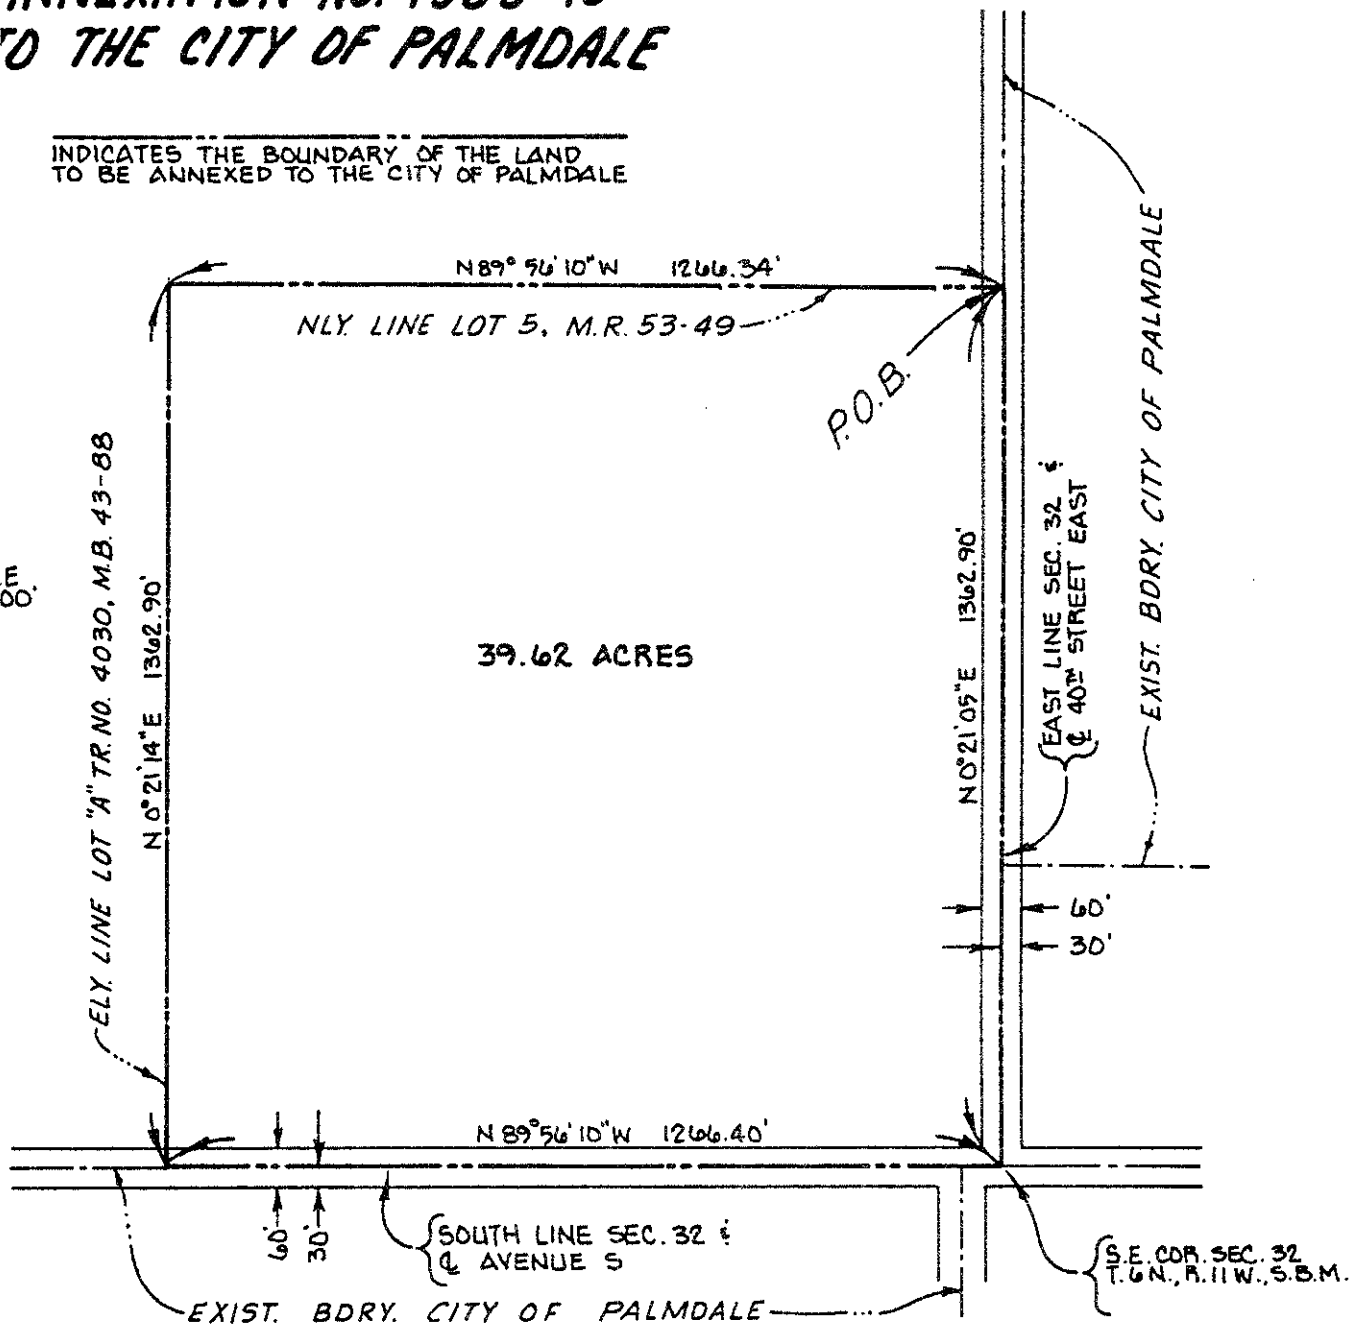 TO THE CITY OF PALMDALE
INDICATES THE BOUNDARY OF THE LAND
TO BE ANNEXED TO THE CITY OF PALMDALE
N 89° 56' 10" W 1266.34'
NLY. LINE LOT 5, M.R. 53-49
P.O.B.
EXIST. BDRY. CITY OF PALMDALE
ELY. LINE LOT "A" TR. NO. 4030, M.B. 43-88
N 0° 21' 14" E 1362.90'
39.62 ACRES
N 0° 21' 05" E 1362.90'
EAST LINE SEC. 32 &
℄ 40TH STREET EAST
60'
30'
N 89° 56' 10" W 1266.40'
60'
30'
SOUTH LINE SEC. 32 &
℄ AVENUE S
S.E. COR. SEC. 32
T. 6 N., R. 11 W., S.B.M.
EXIST. BDRY. CITY OF PALMDALE